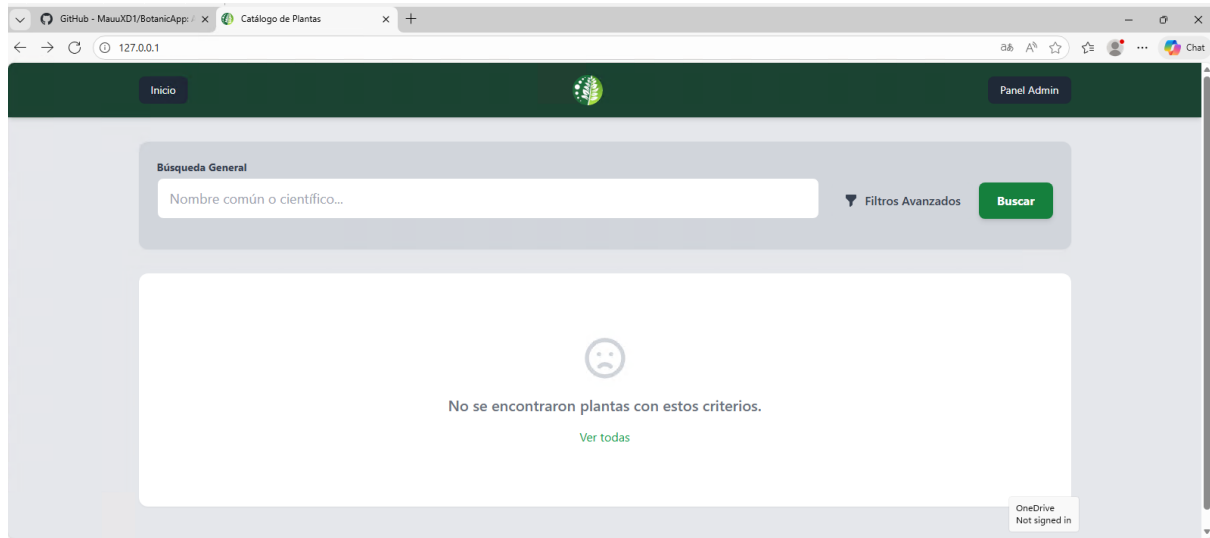 GitHub - MauuXD1/BotanicApp: A
Catálogo de Plantas
127.0.0.1
Chat
Inicio
Panel Admin
Búsqueda General
Nombre común o científico...
Filtros Avanzados
Buscar
No se encontraron plantas con estos criterios.
Ver todas
OneDrive
Not signed in